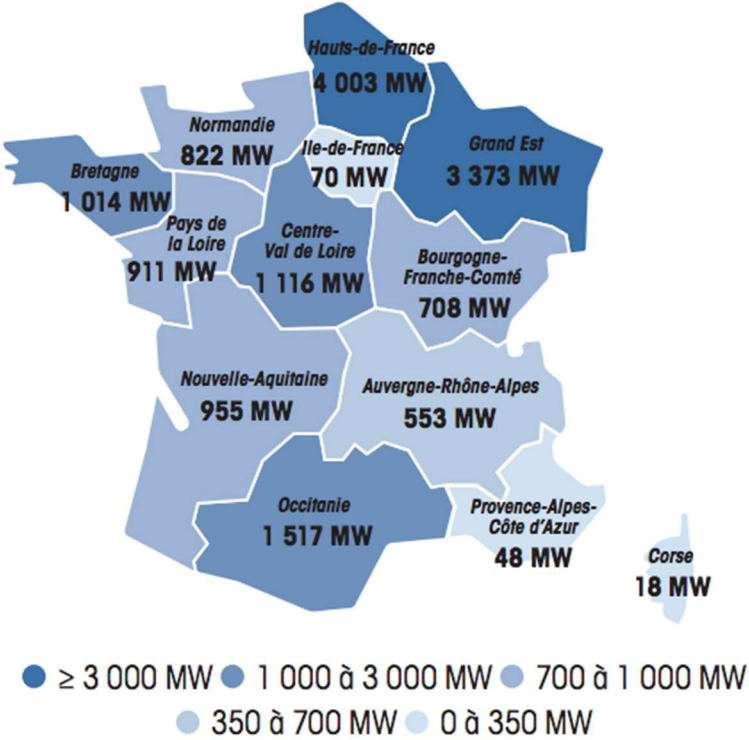 Hauts-de-France
4 003 MW
Normandie
822 MW
Ile-de-France
70 MW
Grand Est
3 373 MW
Bretagne
1 014 MW
Pays de
la Loire
911 MW
Centre-
Val de Loire
1 116 MW
Bourgogne-
Franche-Comté
708 MW
Nouvelle-Aquitaine
955 MW
Auvergne-Rhône-Alpes
553 MW
Occitanie
1 517 MW
Provence-Alpes-
Côte d'Azur
48 MW
Corse
18 MW
≥ 3 000 MW 1 000 à 3 000 MW 700 à 1 000 MW
350 à 700 MW 0 à 350 MW